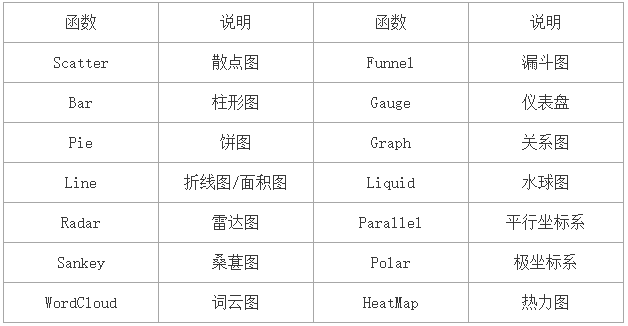 函数 说明 函数 说明
Scatter 散点图 Funnel 漏斗图
Bar 柱形图 Gauge 仪表盘
Pie 饼图 Graph 关系图
Line 折线图/面积图 Liquid 水球图
Radar 雷达图 Parallel 平行坐标系
Sankey 桑葚图 Polar 极坐标系
WordCloud 词云图 HeatMap 热力图